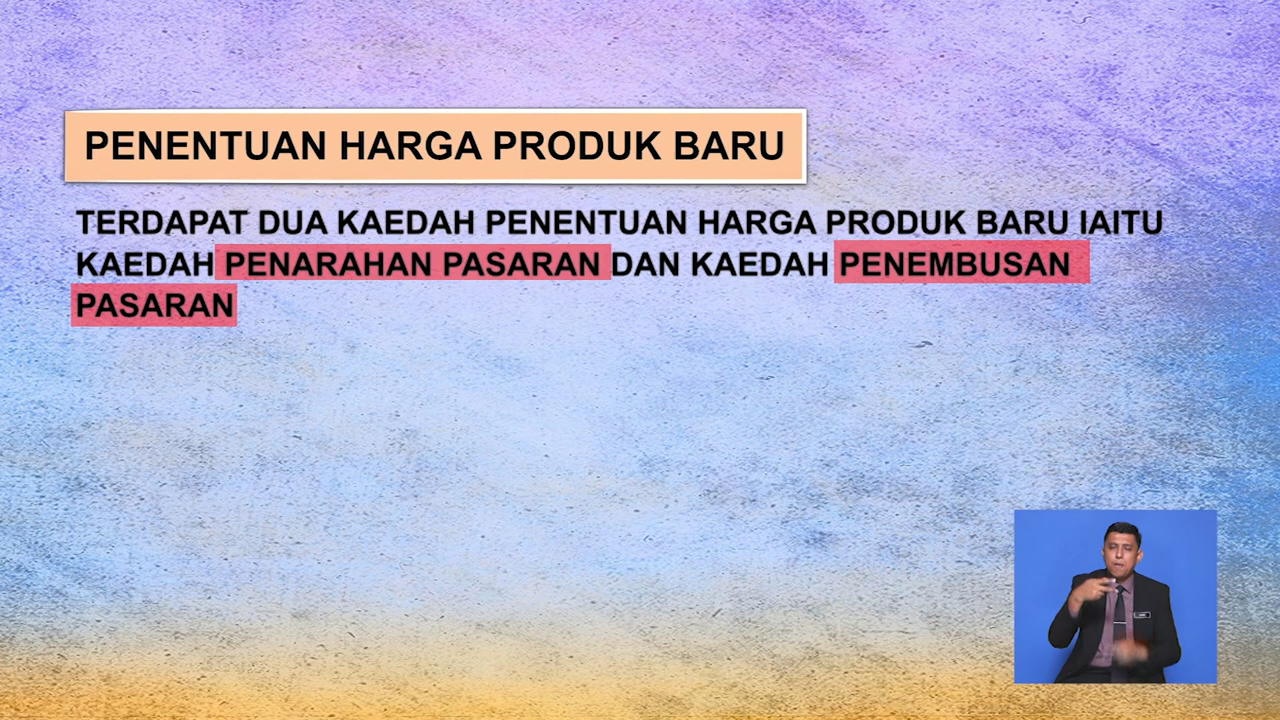 PENENTUAN HARGA PRODUK BARU
TERDAPAT DUA KAEDAH PENENTUAN HARGA PRODUK BARU IAITU
KAEDAH PENARAHAN PASARAN DAN KAEDAH PENEMBUSAN
PASARAN